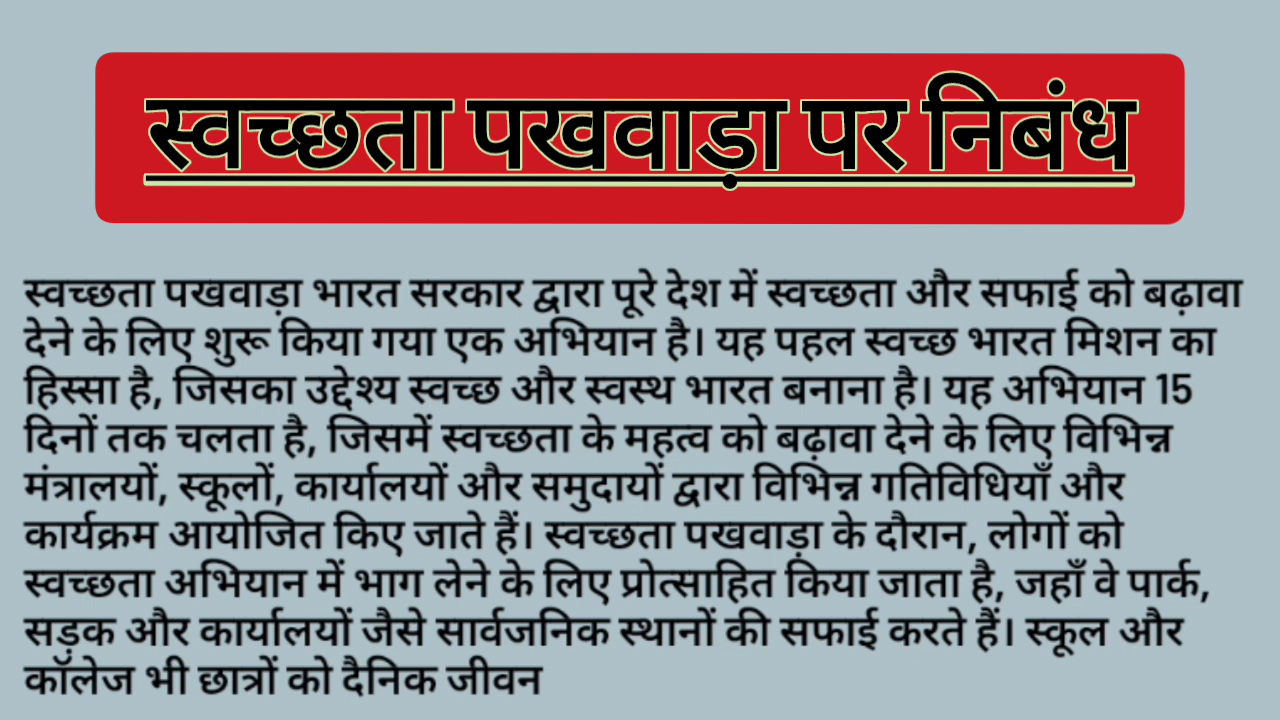 स्वच्छता पखवाड़ा पर निबंध
स्वच्छता पखवाड़ा भारत सरकार द्वारा पूरे देश में स्वच्छता और सफाई को बढ़ावा
देने के लिए शुरू किया गया एक अभियान है। यह पहल स्वच्छ भारत मिशन का
हिस्सा है, जिसका उद्देश्य स्वच्छ और स्वस्थ भारत बनाना है। यह अभियान 15
दिनों तक चलता है, जिसमें स्वच्छता के महत्व को बढ़ावा देने के लिए विभिन्न
मंत्रालयों, स्कूलों, कार्यालयों और समुदायों द्वारा विभिन्न गतिविधियाँ और
कार्यक्रम आयोजित किए जाते हैं। स्वच्छता पखवाड़ा के दौरान, लोगों को
स्वच्छता अभियान में भाग लेने के लिए प्रोत्साहित किया जाता है, जहाँ वे पार्क,
सड़क और कार्यालयों जैसे सार्वजनिक स्थानों की सफाई करते हैं। स्कूल और
कॉलेज भी छात्रों को दैनिक जीवन